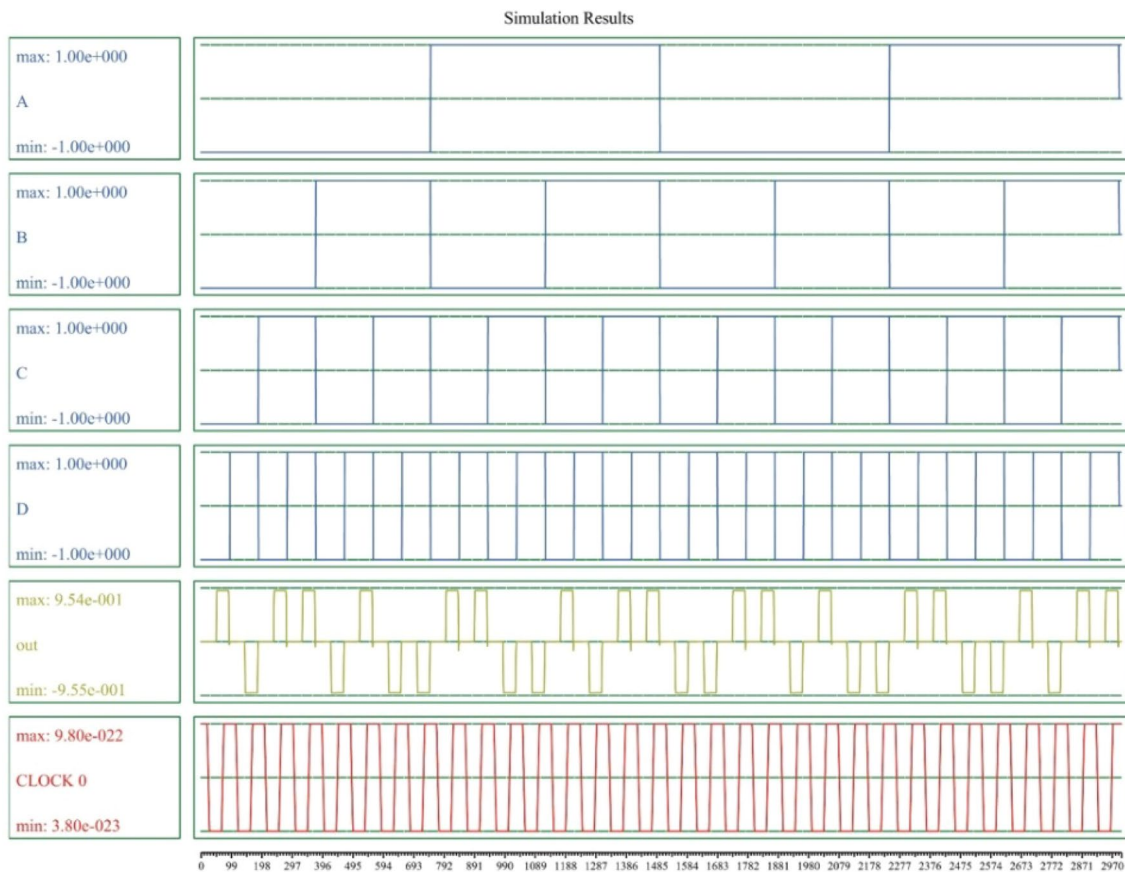 Simulation Results
max: 1.00e+000
A
min: -1.00e+000
max: 1.00e+000
B
min: -1.00e+000
max: 1.00e+000
C
min: -1.00e+000
max: 1.00e+000
D
min: -1.00e+000
max: 9.54e-001
out
min: -9.55e-001
max: 9.80e-022
CLOCK 0
min: 3.80e-023
0 99 198 297 396 495 594 693 792 891 990 1089 1188 1287 1386 1485 1584 1683 1782 1881 1980 2079 2178 2277 2376 2475 2574 2673 2772 2871 2970